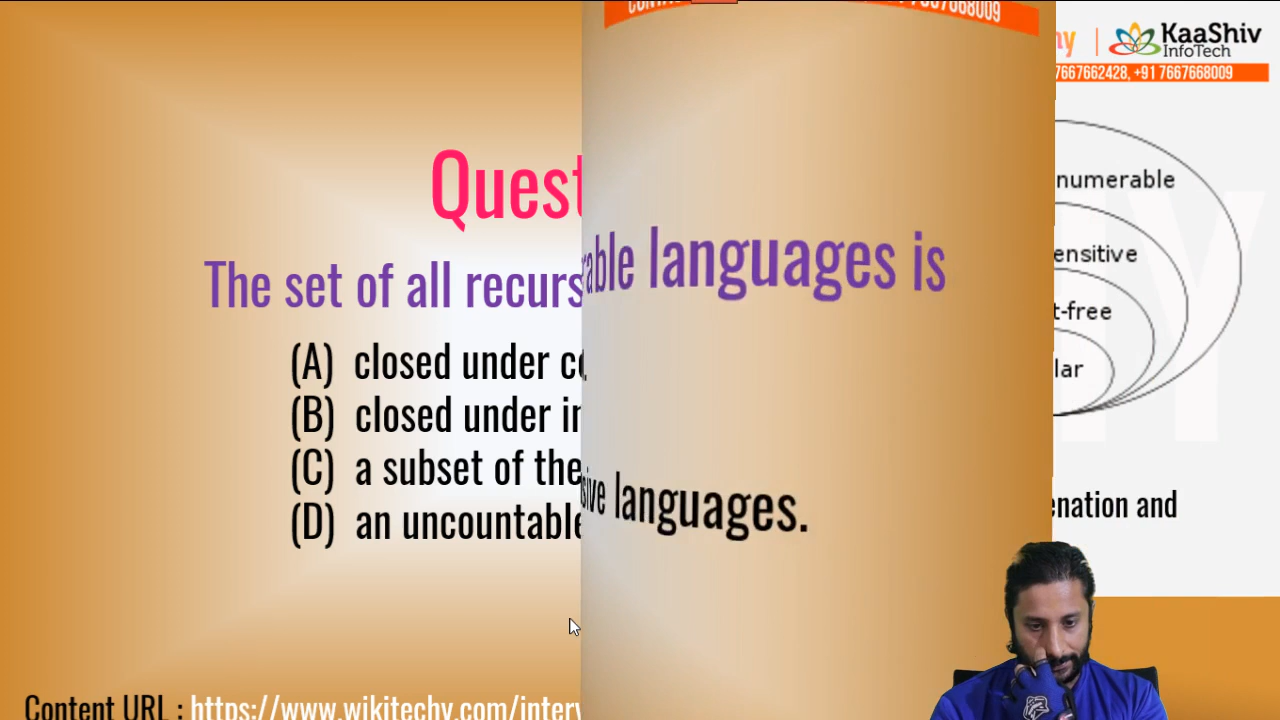 7667668009
KaaShiv
InfoTech
7667662428, +91 7667668009
Quest
The set of all recurs
able languages is
(A) closed under co
(B) closed under in
(C) a subset of the
sive languages.
(D) an uncountable
numerable
ensitive
t-free
lar
enation and
Content URL : https://www.wikitechy.com/interv